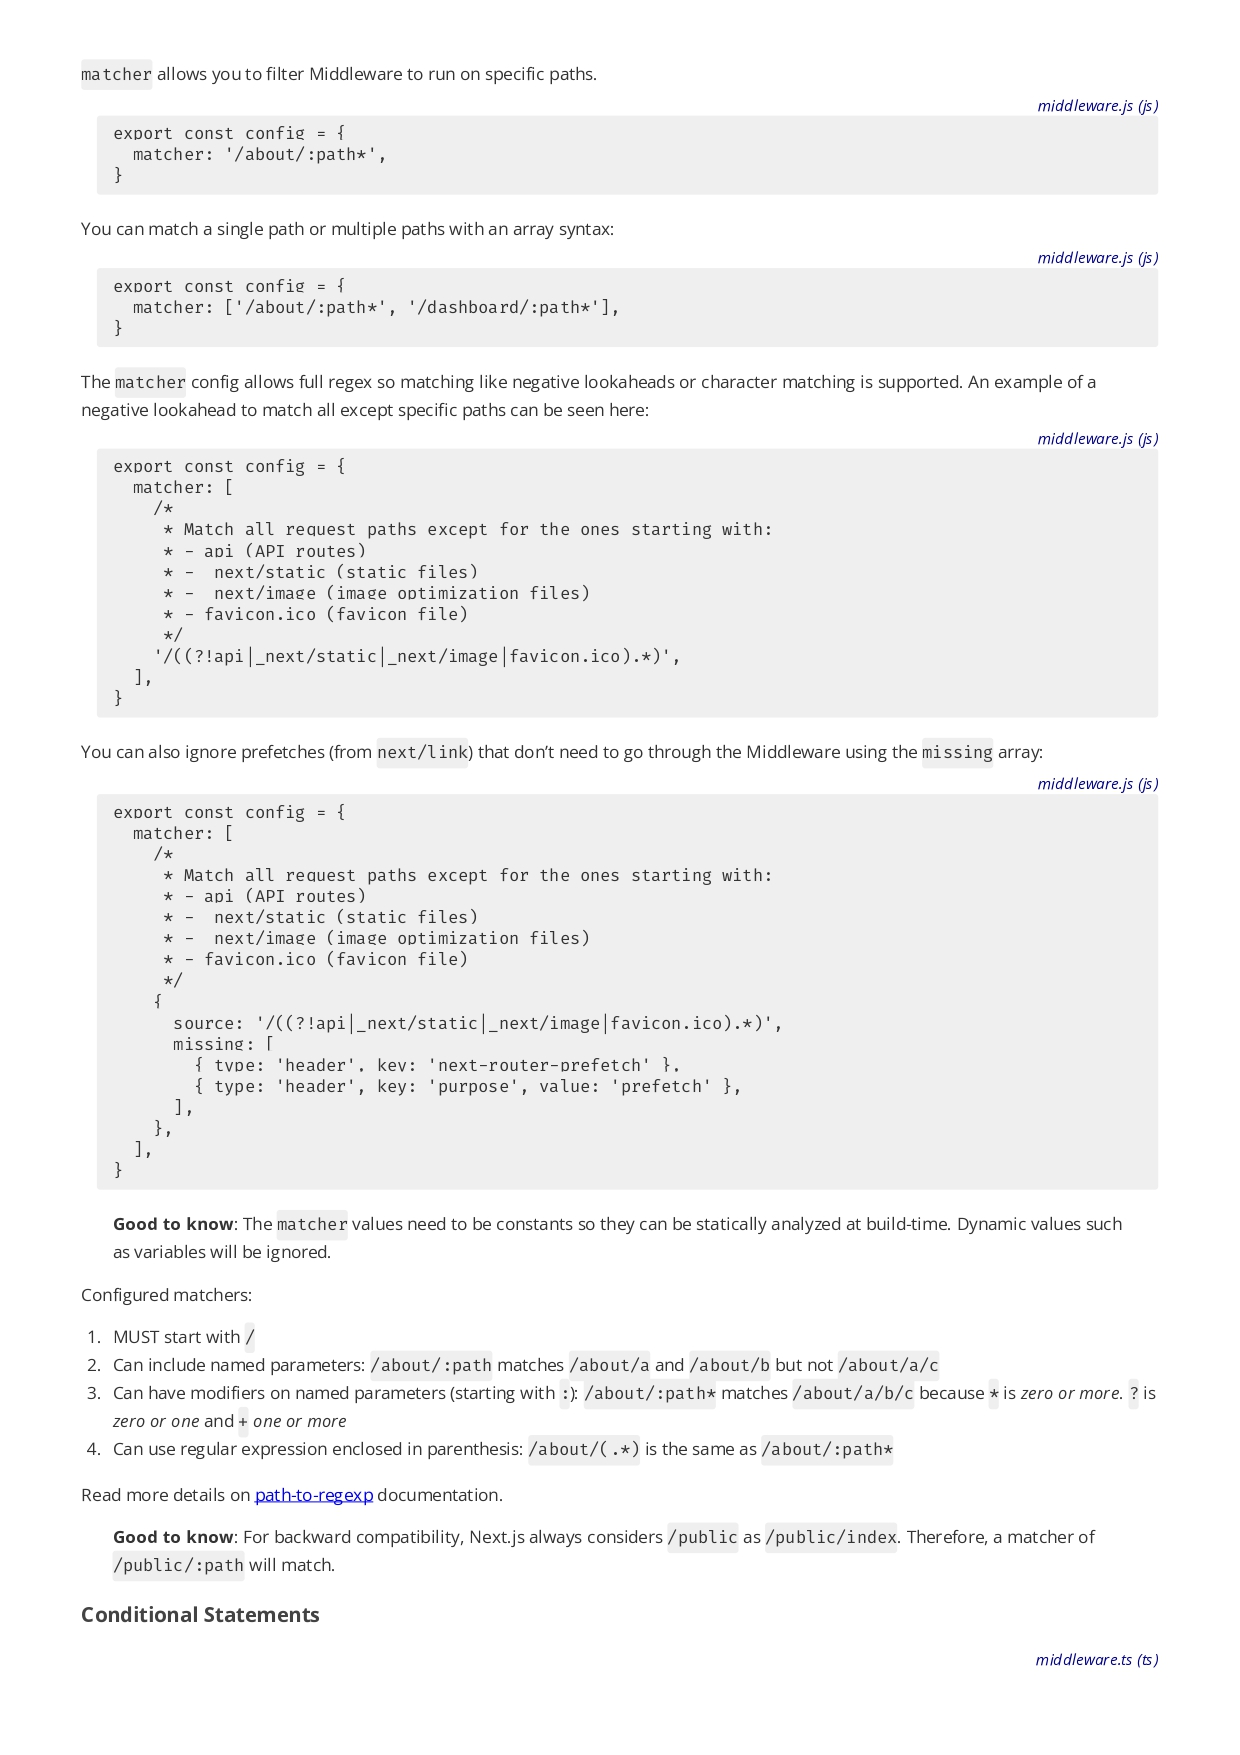 matcher allows you to filter Middleware to run on specific paths.
middleware.js (js)
export const config = {
  matcher: '/about/:path*',
}
You can match a single path or multiple paths with an array syntax:
middleware.js (js)
export const config = {
  matcher: ['/about/:path*', '/dashboard/:path*'],
}
The matcher config allows full regex so matching like negative lookaheads or character matching is supported. An example of a
negative lookahead to match all except specific paths can be seen here:
middleware.js (js)
export const config = {
  matcher: [
    /*
     * Match all request paths except for the ones starting with:
     * - api (API routes)
     * -  next/static (static files)
     * -  next/image (image optimization files)
     * - favicon.ico (favicon file)
     */
    '/((?!api|_next/static|_next/image|favicon.ico).*)',
  ],
}
You can also ignore prefetches (from next/link) that don’t need to go through the Middleware using the missing array:
middleware.js (js)
export const config = {
  matcher: [
    /*
     * Match all request paths except for the ones starting with:
     * - api (API routes)
     * -  next/static (static files)
     * -  next/image (image optimization files)
     * - favicon.ico (favicon file)
     */
    {
      source: '/((?!api|_next/static|_next/image|favicon.ico).*)',
      missing: [
        { type: 'header', key: 'next-router-prefetch' },
        { type: 'header', key: 'purpose', value: 'prefetch' },
      ],
    },
  ],
}
Good to know: The matcher values need to be constants so they can be statically analyzed at build-time. Dynamic values such
as variables will be ignored.
Configured matchers:
1. MUST start with /
2. Can include named parameters: /about/:path matches /about/a and /about/b but not /about/a/c
3. Can have modifiers on named parameters (starting with :): /about/:path* matches /about/a/b/c because * is zero or more. ? is
zero or one and + one or more
4. Can use regular expression enclosed in parenthesis: /about/(.*) is the same as /about/:path*
Read more details on path-to-regexp documentation.
Good to know: For backward compatibility, Next.js always considers /public as /public/index. Therefore, a matcher of
/public/:path will match.
Conditional Statements
middleware.ts (ts)